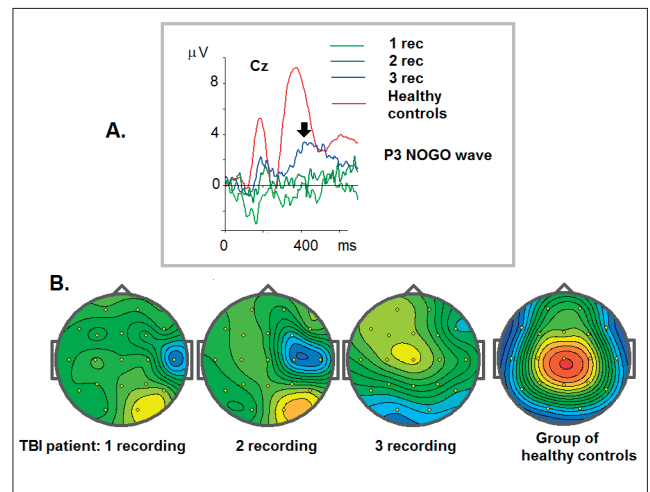 A.
μV
Cz
8
4
0
0
400
ms
1 rec
2 rec
3 rec
Healthy
controls
P3 NOGO wave
B.
TBI patient: 1 recording
2 recording
3 recording
Group of
healthy controls